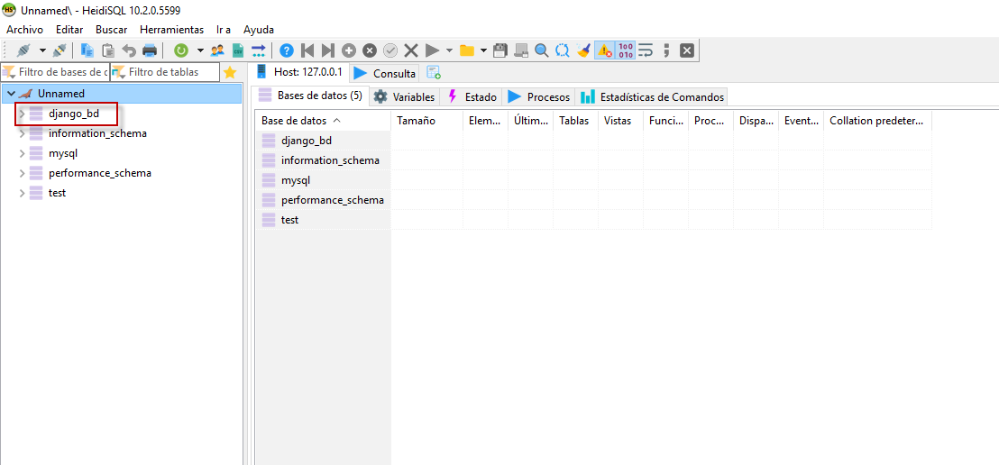 Unnamed\ - HeidiSQL 10.2.0.5599
Archivo Editar Buscar Herramientas Ir a Ayuda
Filtro de bases de c Filtro de tablas
Unnamed
django_bd
information_schema
mysql
performance_schema
test
Host: 127.0.0.1 Consulta
Bases de datos (5) Variables Estado Procesos Estadísticas de Comandos
Base de datos Tamaño Elem... Últim... Tablas Vistas Funci... Proc... Dispa... Event... Collation predeter...
django_bd
information_schema
mysql
performance_schema
test